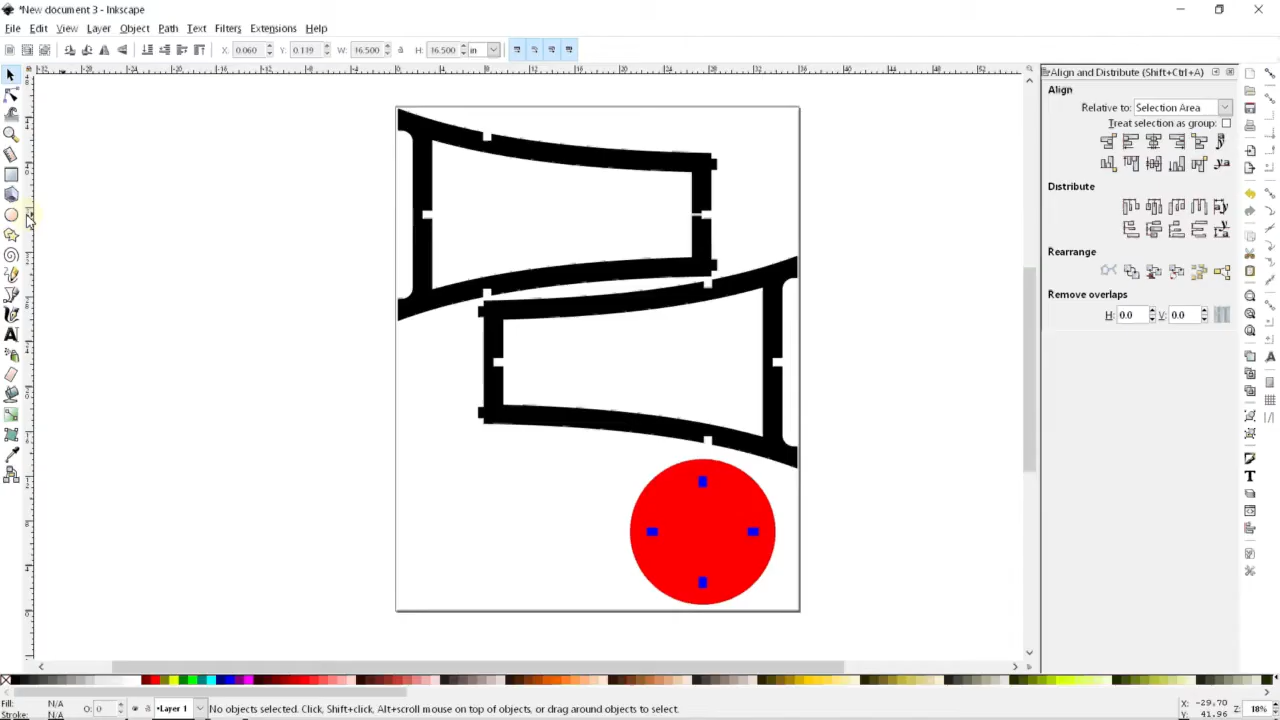 *New document 3 - Inkscape
File Edit View Layer Object Path Text Filters Extensions Help
X: 0.060 Y: 0.139 W: 16.500 H: 16.500 in
Align and Distribute (Shift+Ctrl+A)
Align
Relative to: Selection Area
Treat selection as group:
Distribute
Rearrange
Remove overlaps
H: 0.0 V: 0.0
Fill: N/A
Stroke: N/A
O: 0
Layer 1
No objects selected. Click, Shift+click, Alt+scroll mouse on top of objects, or drag around objects to select.
X: -29.70
Y: 41.96
Z: 18%